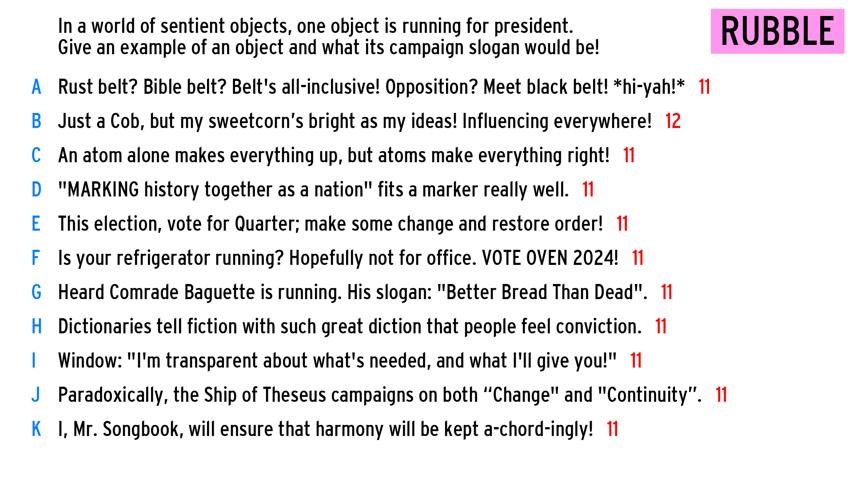 In a world of sentient objects, one object is running for president.
Give an example of an object and what its campaign slogan would be!
RUBBLE
A Rust belt? Bible belt? Belt's all-inclusive! Opposition? Meet black belt! *hi-yah!* 11
B Just a Cob, but my sweetcorn’s bright as my ideas! Influencing everywhere! 12
C An atom alone makes everything up, but atoms make everything right! 11
D "MARKING history together as a nation" fits a marker really well. 11
E This election, vote for Quarter; make some change and restore order! 11
F Is your refrigerator running? Hopefully not for office. VOTE OVEN 2024! 11
G Heard Comrade Baguette is running. His slogan: "Better Bread Than Dead". 11
H Dictionaries tell fiction with such great diction that people feel conviction. 11
I Window: "I'm transparent about what's needed, and what I'll give you!" 11
J Paradoxically, the Ship of Theseus campaigns on both “Change" and "Continuity”. 11
K I, Mr. Songbook, will ensure that harmony will be kept a-chord-ingly! 11